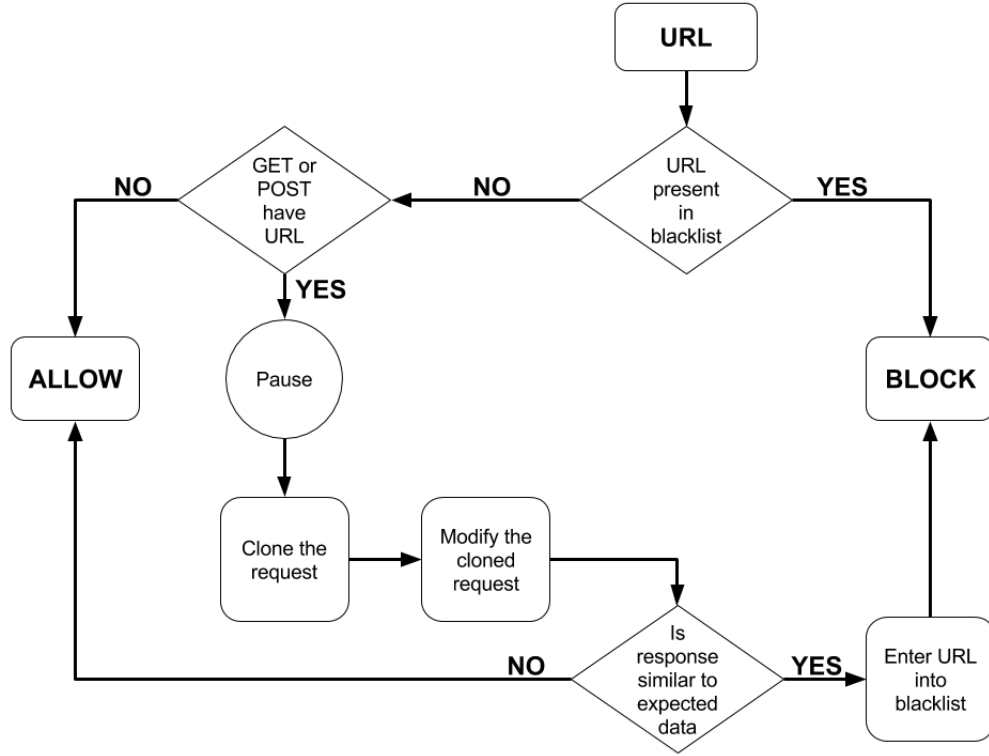 URL
GET or
POST
have
URL
NO
NO
URL
present
in
blacklist
YES
YES
ALLOW
Pause
BLOCK
Clone the
request
Modify the
cloned
request
NO
Is
response
similar to
expected
data
YES
Enter URL
into
blacklist